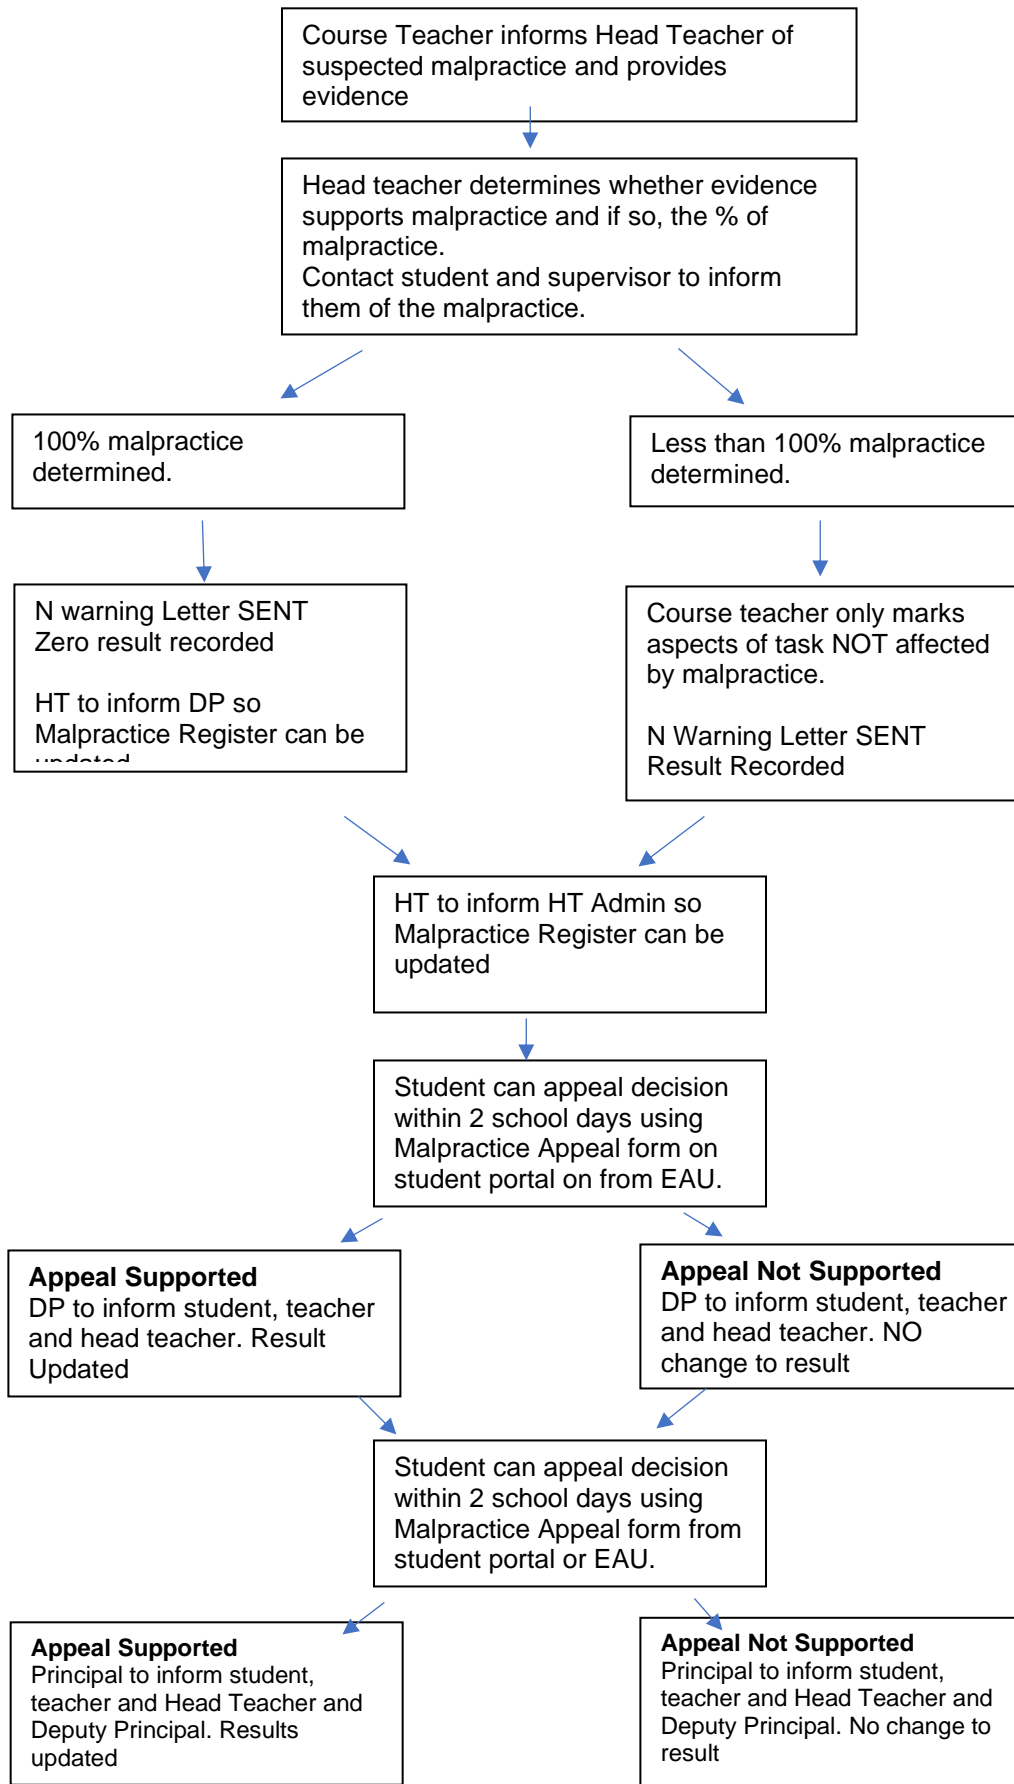 Course Teacher informs Head Teacher of
suspected malpractice and provides
evidence
Head teacher determines whether evidence
supports malpractice and if so, the % of
malpractice.
Contact student and supervisor to inform
them of the malpractice.
100% malpractice
determined.
Less than 100% malpractice
determined.
N warning Letter SENT
Zero result recorded
HT to inform DP so
Malpractice Register can be
updated
Course teacher only marks
aspects of task NOT affected
by malpractice.
N Warning Letter SENT
Result Recorded
HT to inform HT Admin so
Malpractice Register can be
updated
Student can appeal decision
within 2 school days using
Malpractice Appeal form on
student portal on from EAU.
Appeal Supported
DP to inform student, teacher
and head teacher. Result
Updated
Appeal Not Supported
DP to inform student, teacher
and head teacher. NO
change to result
Student can appeal decision
within 2 school days using
Malpractice Appeal form from
student portal or EAU.
Appeal Supported
Principal to inform student,
teacher and Head Teacher and
Deputy Principal. Results
updated
Appeal Not Supported
Principal to inform student,
teacher and Head Teacher and
Deputy Principal. No change to
result